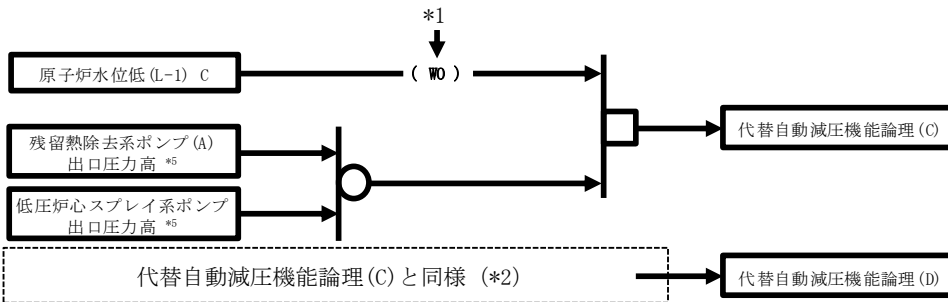 *1
原子炉水位低(L-1) C
( WO )
代替自動減圧機能論理(C)
残留熱除去系ポンプ(A)
出口圧力高 *5
低圧炉心スプレイ系ポンプ
出口圧力高 *5
代替自動減圧機能論理(C)と同様 (*2)
代替自動減圧機能論理(D)